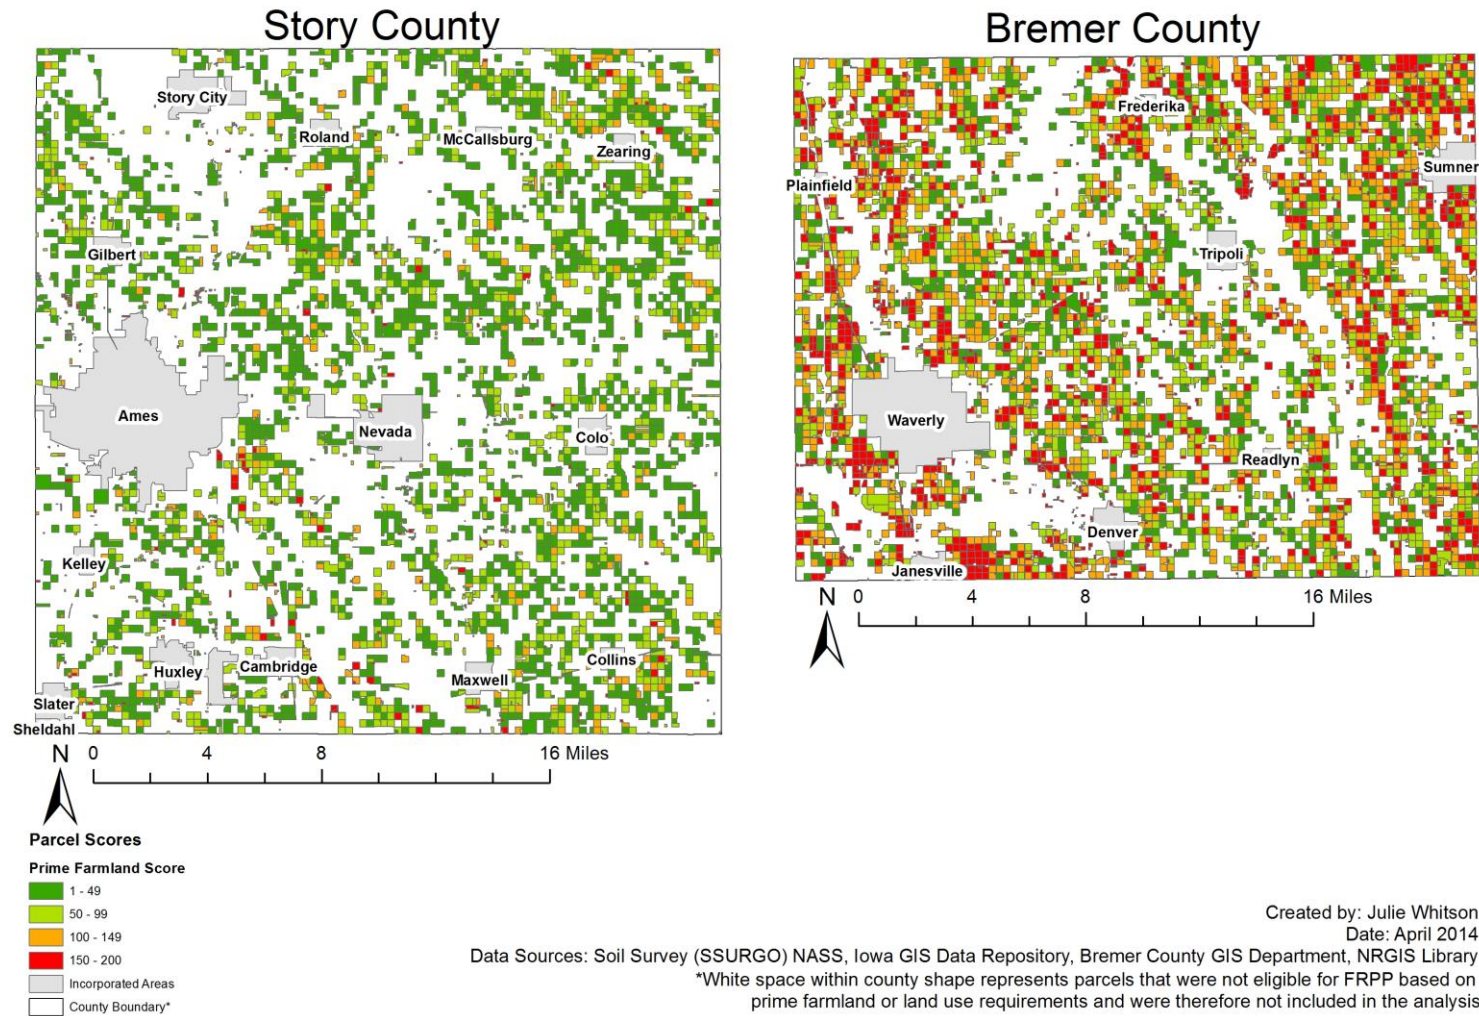 Story County
Story City
Roland
McCallsburg
Zearing
Gilbert
Ames
Nevada
Colo
Kelley
Huxley
Cambridge
Maxwell
Collins
Slater
Sheldahl
N
0 4 8 16 Miles
Bremer County
Frederika
Sumner
Plainfield
Tripoli
Waverly
Readlyn
Denver
Janesville
N
0 4 8 16 Miles
Parcel Scores
Prime Farmland Score
1 - 49
50 - 99
100 - 149
150 - 200
Incorporated Areas
County Boundary*
Created by: Julie Whitson
Date: April 2014
Data Sources: Soil Survey (SSURGO) NASS, Iowa GIS Data Repository, Bremer County GIS Department, NRGIS Library
*White space within county shape represents parcels that were not eligible for FRPP based on
prime farmland or land use requirements and were therefore not included in the analysis